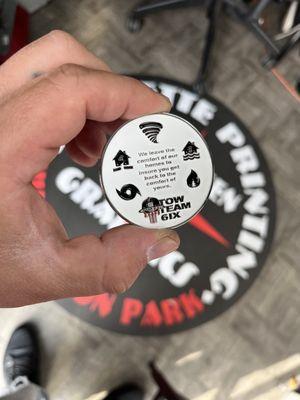 We leave the
comfort of our
homes to
insure you get
back to the
comfort of
yours.
TOW
TEAM
6IX
PRINTING
ON PARK